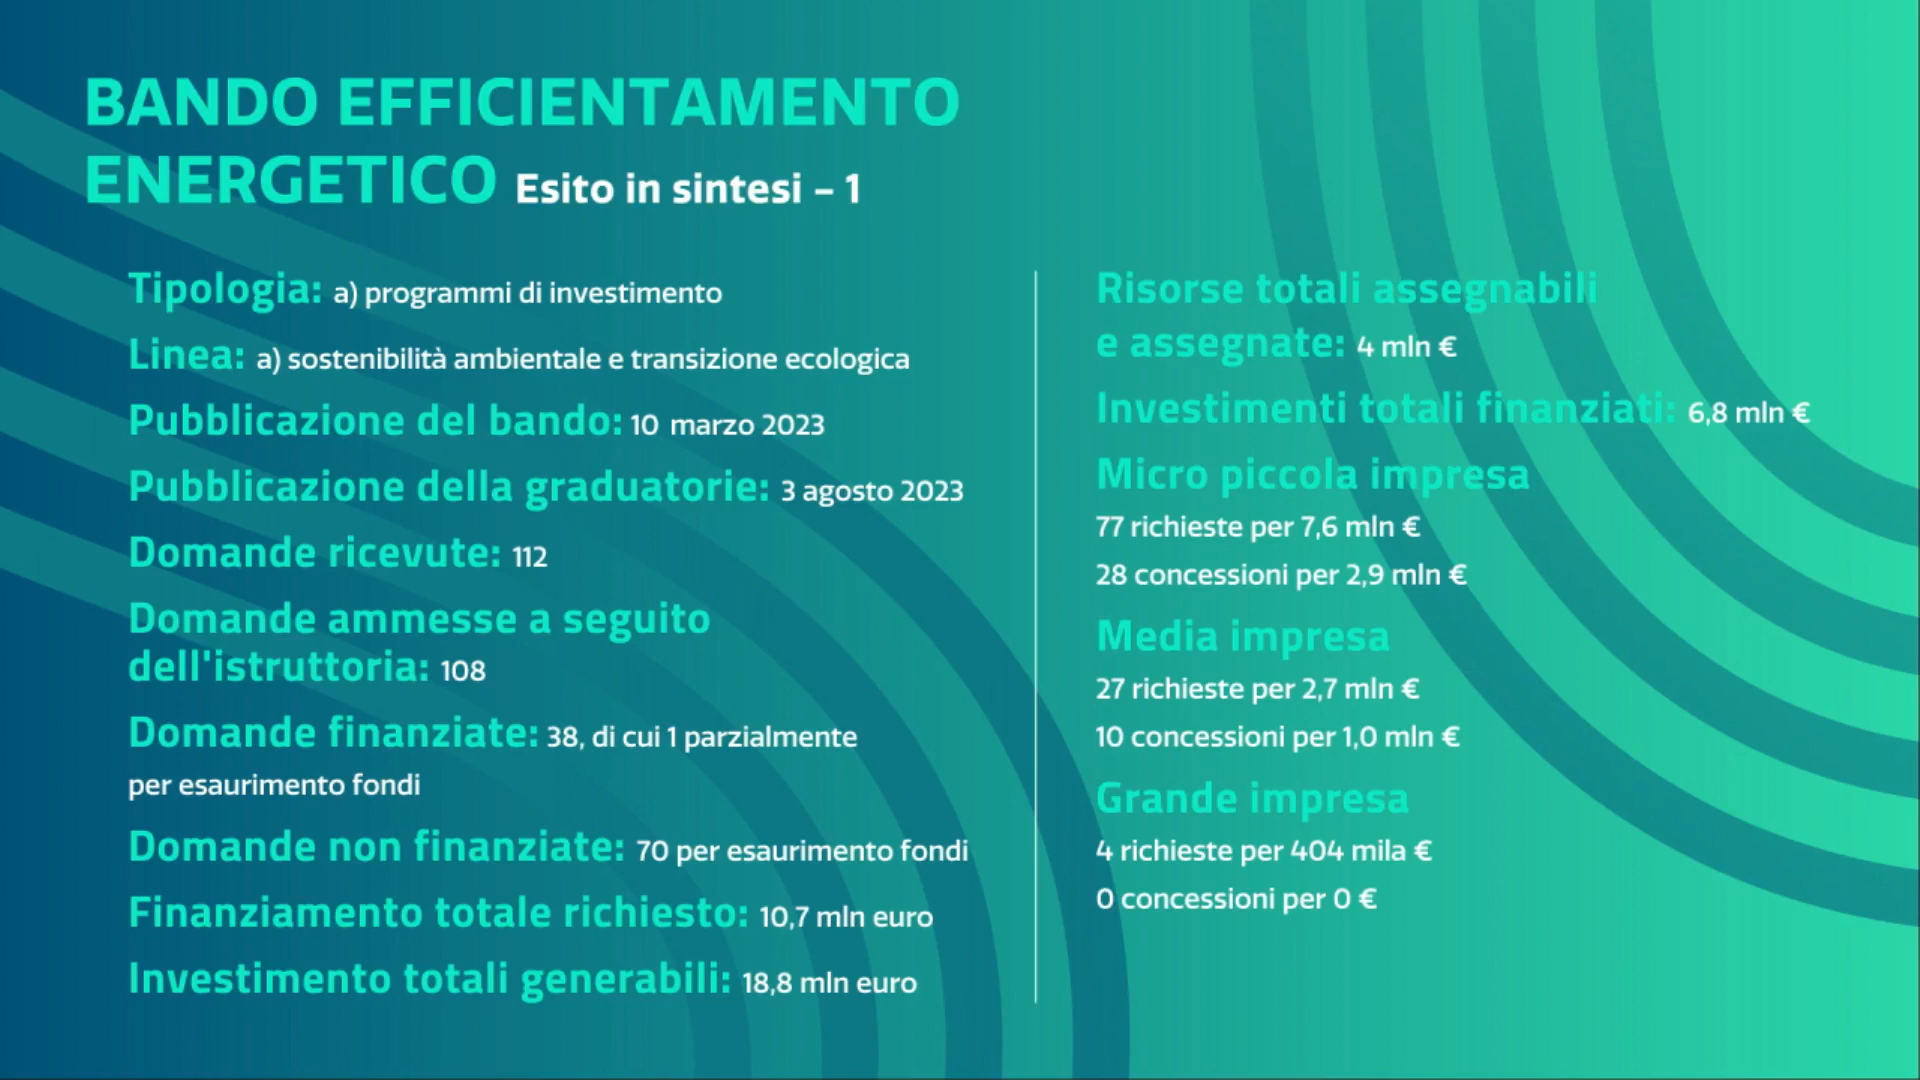 BANDO EFFICIENTAMENTO
ENERGETICO Esito in sintesi – 1
Tipologia: a) programmi di investimento
Linea: a) sostenibilità ambientale e transizione ecologica
Pubblicazione del bando: 10 marzo 2023
Pubblicazione della graduatorie: 3 agosto 2023
Domande ricevute: 112
Domande ammesse a seguito
dell'istruttoria: 108
Domande finanziate: 38, di cui 1 parzialmente
per esaurimento fondi
Domande non finanziate: 70 per esaurimento fondi
Finanziamento totale richiesto: 10,7 mln euro
Investimento totali generabili: 18,8 mln euro
Risorse totali assegnabili
e assegnate: 4 mln €
Investimenti totali finanziati: 6,8 mln €
Micro piccola impresa
77 richieste per 7,6 mln €
28 concessioni per 2,9 mln €
Media impresa
27 richieste per 2,7 mln €
10 concessioni per 1,0 mln €
Grande impresa
4 richieste per 404 mila €
0 concessioni per 0 €